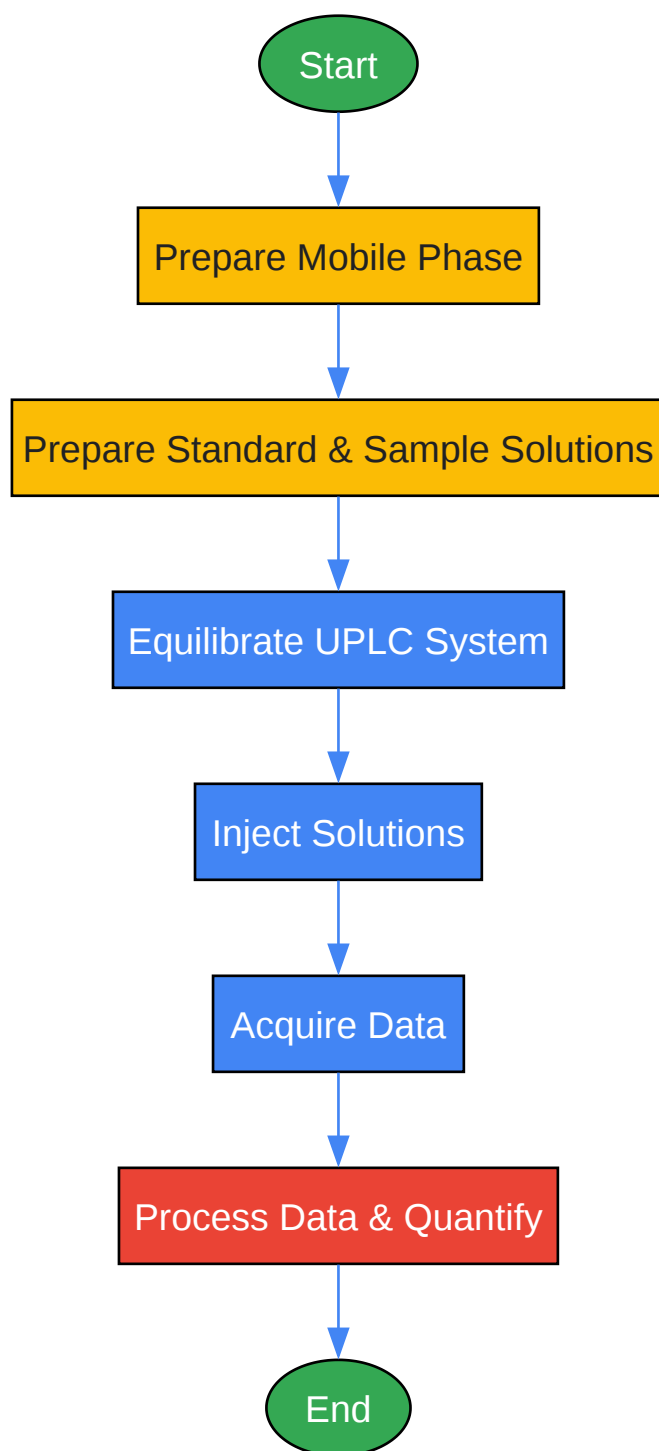 Start
Prepare Mobile Phase
Prepare Standard & Sample Solutions
Equilibrate UPLC System
Inject Solutions
Acquire Data
Process Data & Quantify
End